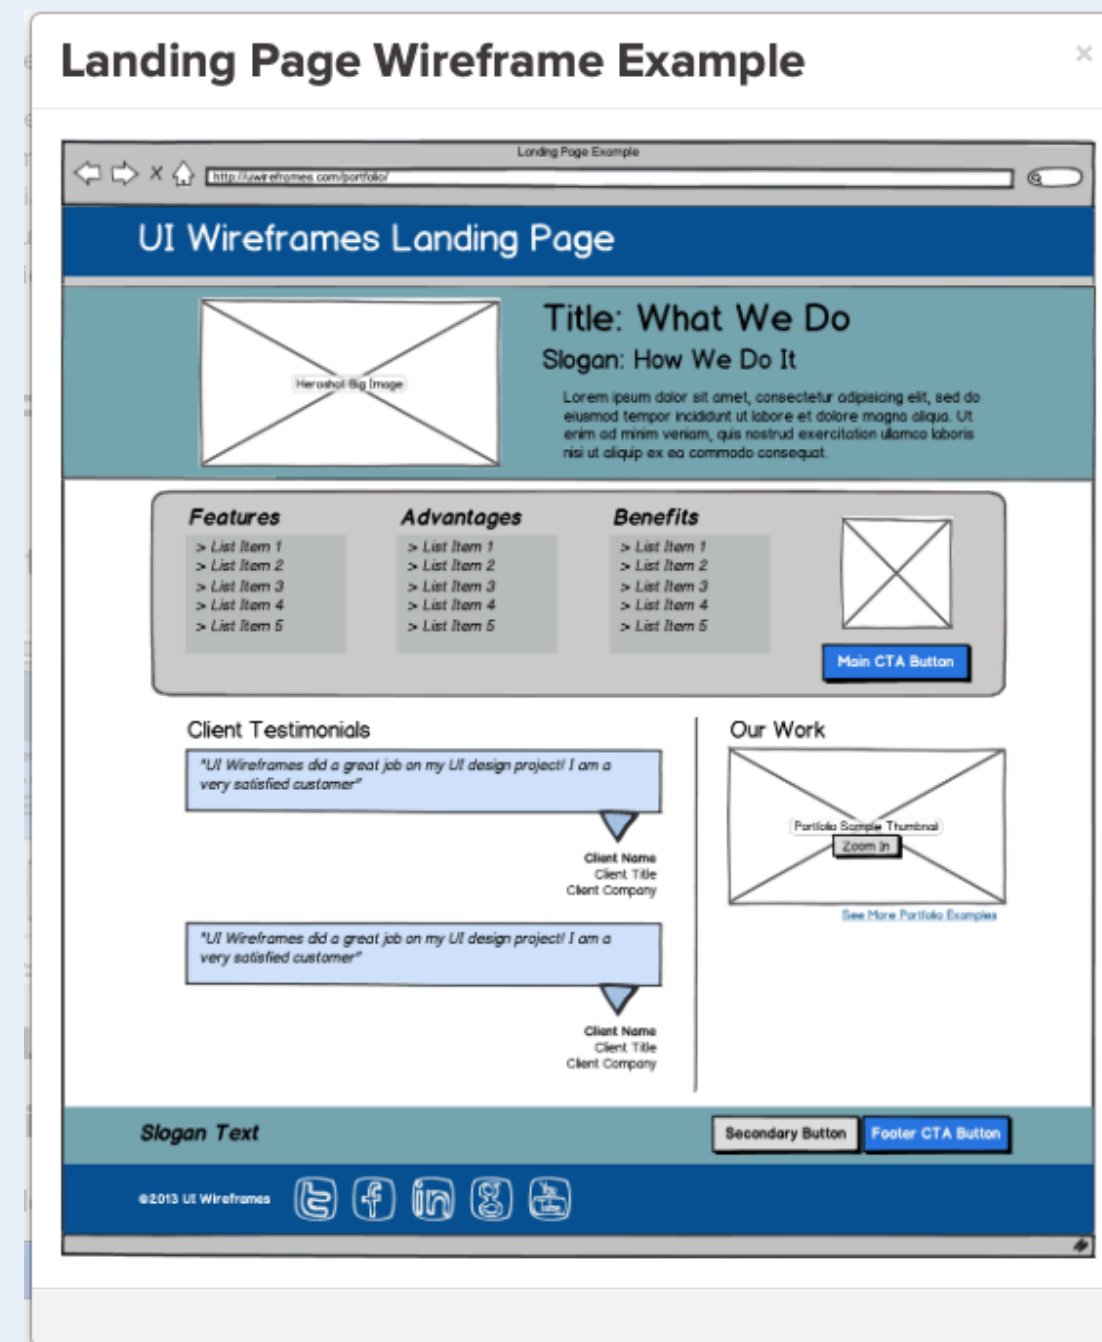 Landing Page Wireframe Example
×
Landing Page Example
http://uiwireframes.com/portfolio/
UI Wireframes Landing Page
Heroshot Big Image
Title: What We Do
Slogan: How We Do It
Lorem ipsum dolor sit amet, consectetur adipisicing elit, sed do
eiusmod tempor incididunt ut labore et dolore magna aliqua. Ut
enim ad minim veniam, quis nostrud exercitation ullamco laboris
nisi ut aliquip ex ea commodo consequat.
Features
> List Item 1
> List Item 2
> List Item 3
> List Item 4
> List Item 5
Advantages
> List Item 1
> List Item 2
> List Item 3
> List Item 4
> List Item 5
Benefits
> List Item 1
> List Item 2
> List Item 3
> List Item 4
> List Item 5
Main CTA Button
Client Testimonials
"UI Wireframes did a great job on my UI design project! I am a
very satisfied customer"
Client Name
Client Title
Client Company
"UI Wireframes did a great job on my UI design project! I am a
very satisfied customer"
Client Name
Client Title
Client Company
Our Work
Portfolio Sample Thumbnail
Zoom In
See More Portfolio Examples
Slogan Text
Secondary Button
Footer CTA Button
©2013 UI Wireframes